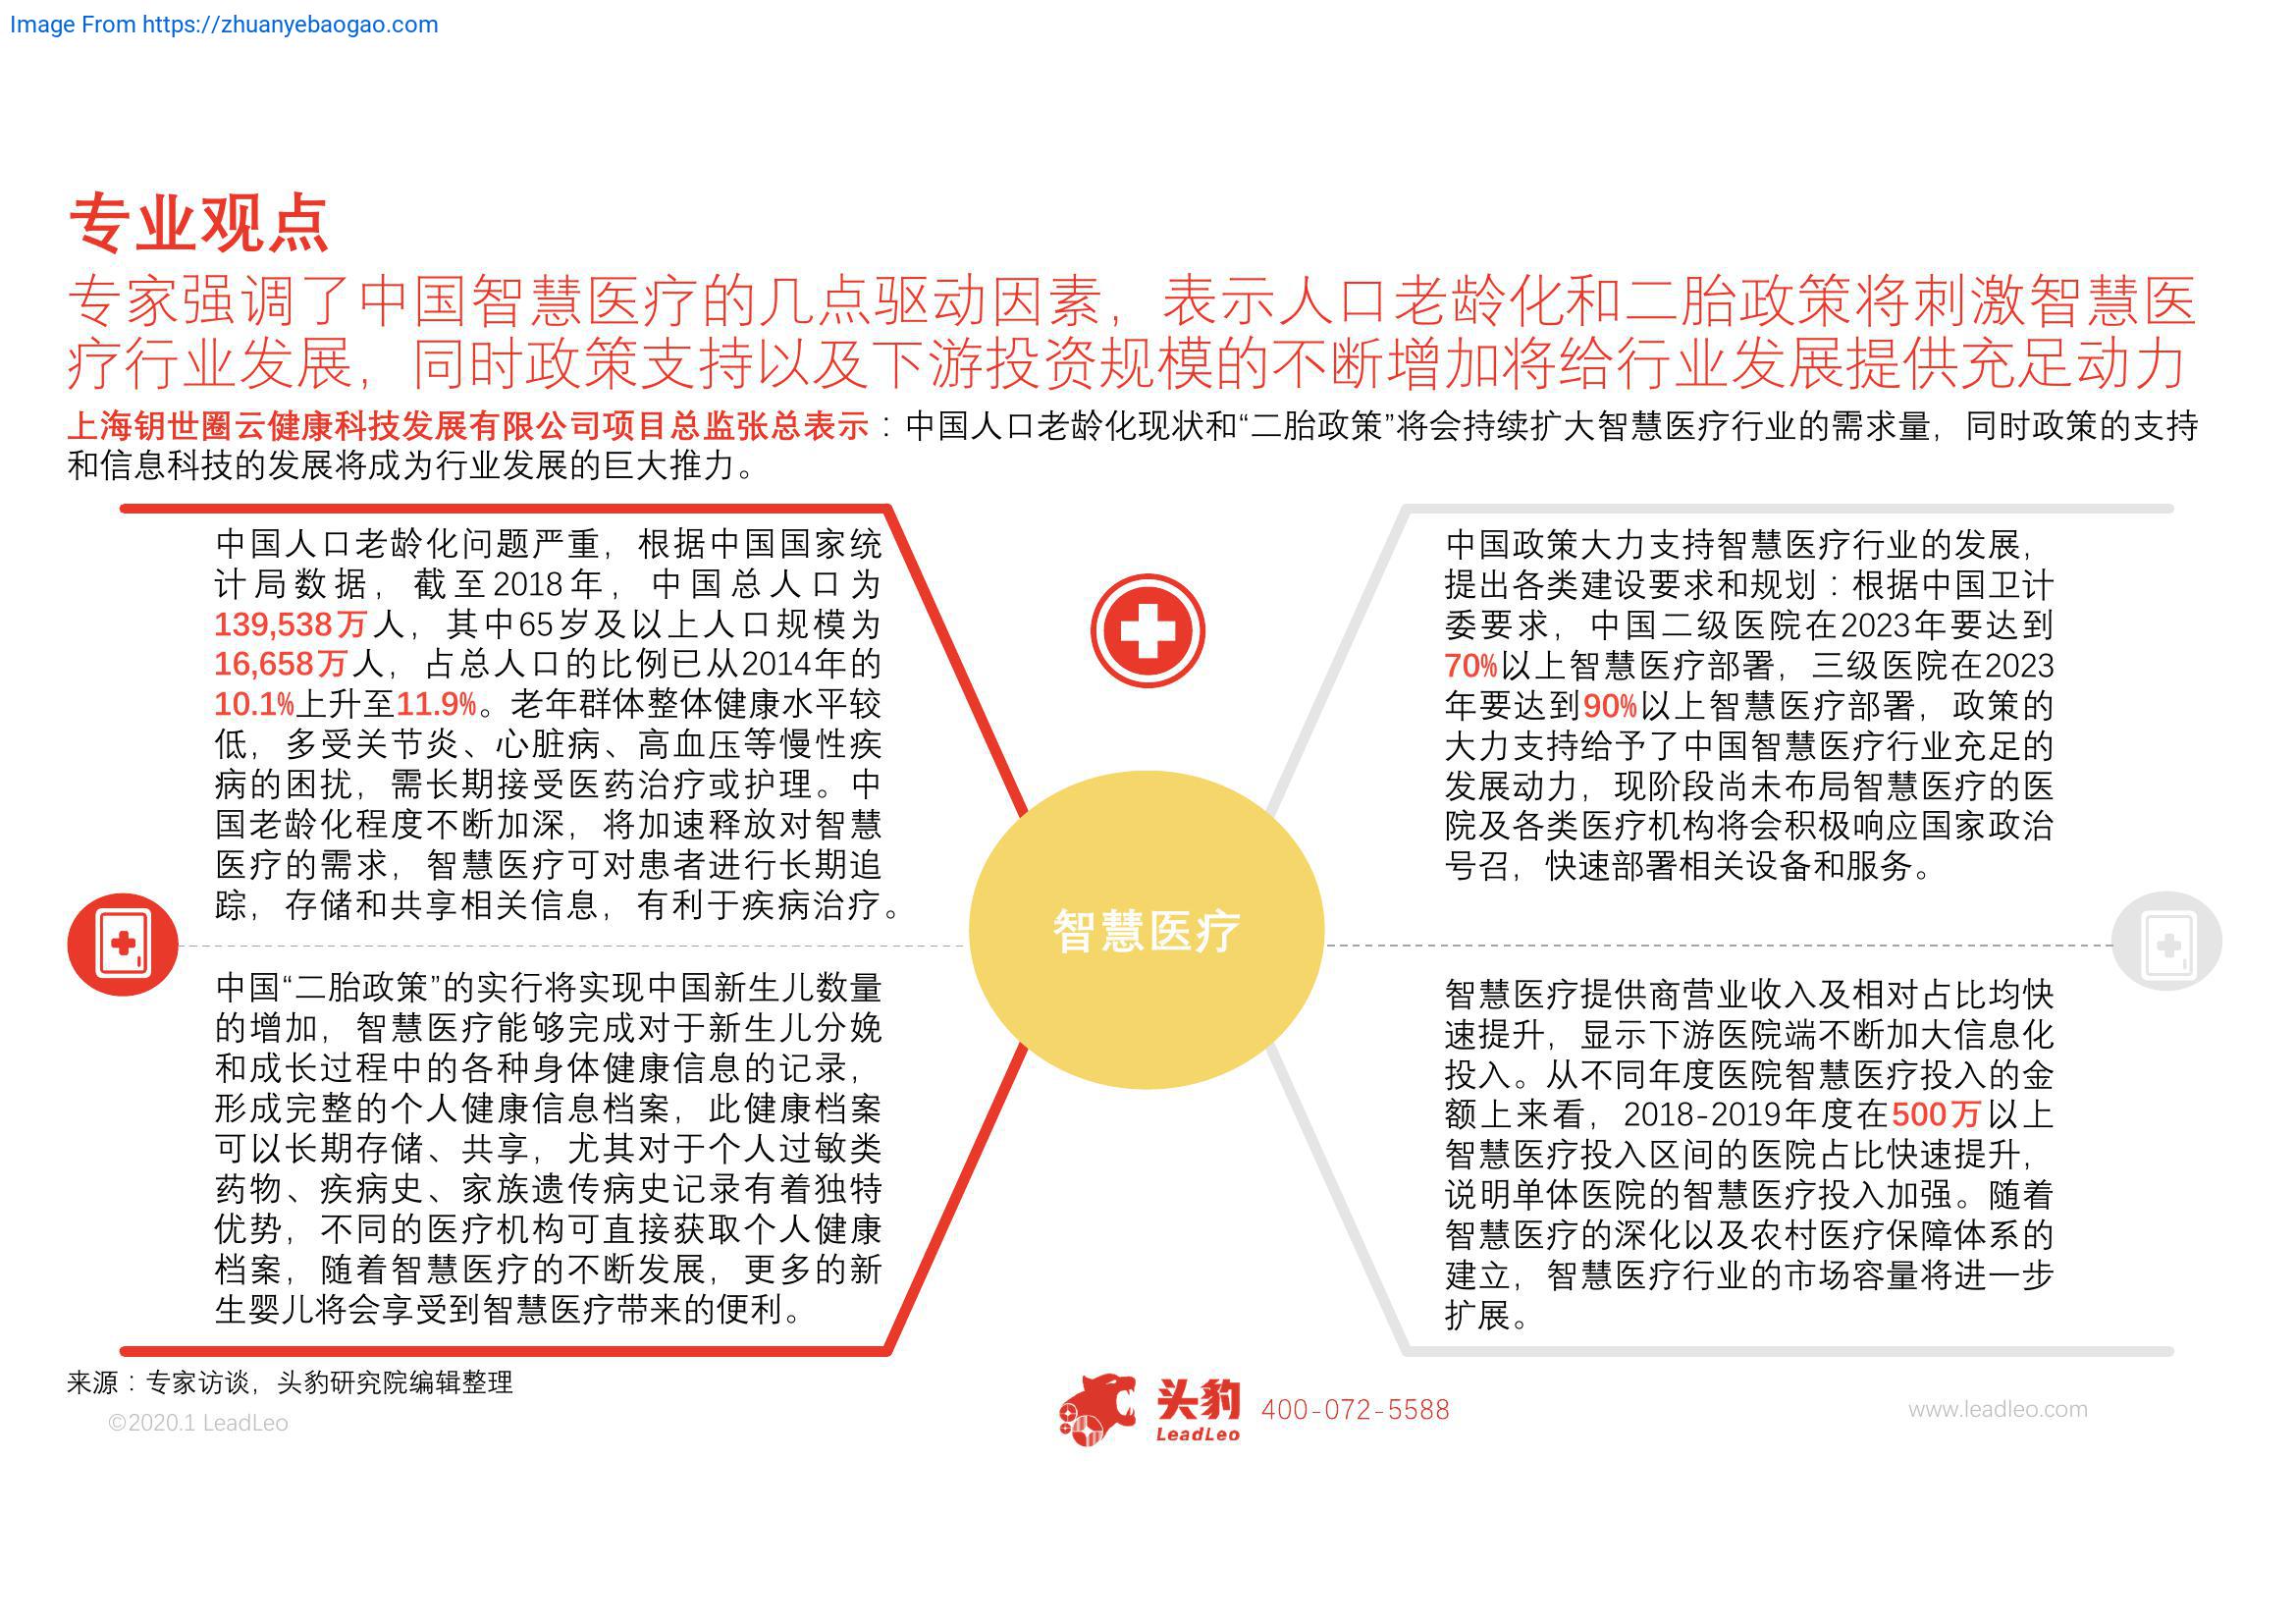 Image From https://zhuanyebaogao.com
专业观点
专家强调了中国智慧医疗的几点驱动因素，表示人口老龄化和二胎政策将刺激智慧医
疗行业发展，同时政策支持以及下游投资规模的不断增加将给行业发展提供充足动力
上海钥世圈云健康科技发展有限公司项目总监张总表示：中国人口老龄化现状和“二胎政策”将会持续扩大智慧医疗行业的需求量，同时政策的支持
和信息科技的发展将成为行业发展的巨大推力。
中国人口老龄化问题严重，根据中国国家统
计局数据，截至2018年，中国总人口为
139,538万人，其中65岁及以上人口规模为
16,658万人，占总人口的比例已从2014年的
10.1%上升至11.9%。老年群体整体健康水平较
低，多受关节炎、心脏病、高血压等慢性疾
病的困扰，需长期接受医药治疗或护理。中
国老龄化程度不断加深，将加速释放对智慧
医疗的需求，智慧医疗可对患者进行长期追
踪，存储和共享相关信息，有利于疾病治疗。
中国“二胎政策”的实行将实现中国新生儿数量
的增加，智慧医疗能够完成对于新生儿分娩
和成长过程中的各种身体健康信息的记录，
形成完整的个人健康信息档案，此健康档案
可以长期存储、共享，尤其对于个人过敏类
药物、疾病史、家族遗传病史记录有着独特
优势，不同的医疗机构可直接获取个人健康
档案，随着智慧医疗的不断发展，更多的新
生婴儿将会享受到智慧医疗带来的便利。
智慧医疗
中国政策大力支持智慧医疗行业的发展，
提出各类建设要求和规划：根据中国卫计
委要求，中国二级医院在2023年要达到
70%以上智慧医疗部署，三级医院在2023
年要达到90%以上智慧医疗部署，政策的
大力支持给予了中国智慧医疗行业充足的
发展动力，现阶段尚未布局智慧医疗的医
院及各类医疗机构将会积极响应国家政治
号召，快速部署相关设备和服务。
智慧医疗提供商营业收入及相对占比均快
速提升，显示下游医院端不断加大信息化
投入。从不同年度医院智慧医疗投入的金
额上来看，2018-2019年度在500万以上
智慧医疗投入区间的医院占比快速提升，
说明单体医院的智慧医疗投入加强。随着
智慧医疗的深化以及农村医疗保障体系的
建立，智慧医疗行业的市场容量将进一步
扩展。
来源：专家访谈，头豹研究院编辑整理
©2020.1 LeadLeo
头豹
LeadLeo
400-072-5588
www.leadleo.com